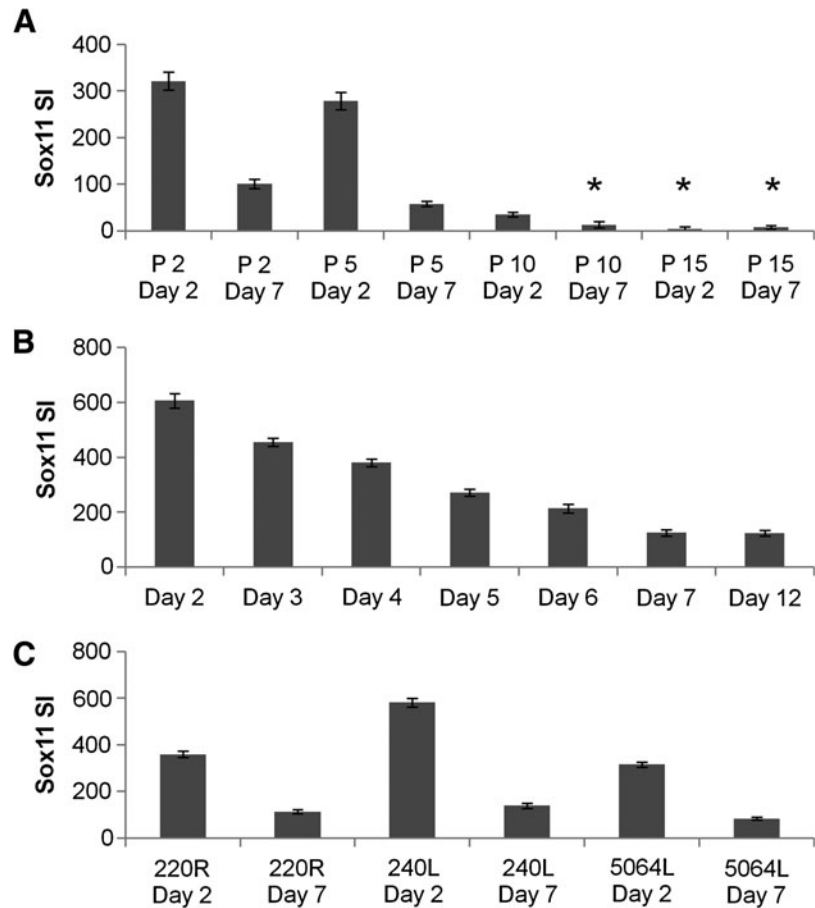 A
Sox11 SI
400
300
200
100
0
* * *
P 2 P 2 P 5 P 5 P 10 P 10 P 15 P 15
Day 2 Day 7 Day 2 Day 7 Day 2 Day 7 Day 2 Day 7
B
Sox11 SI
800
600
400
200
0
Day 2 Day 3 Day 4 Day 5 Day 6 Day 7 Day 12
C
Sox11 SI
800
600
400
200
0
220R 220R 240L 240L 5064L 5064L
Day 2 Day 7 Day 2 Day 7 Day 2 Day 7